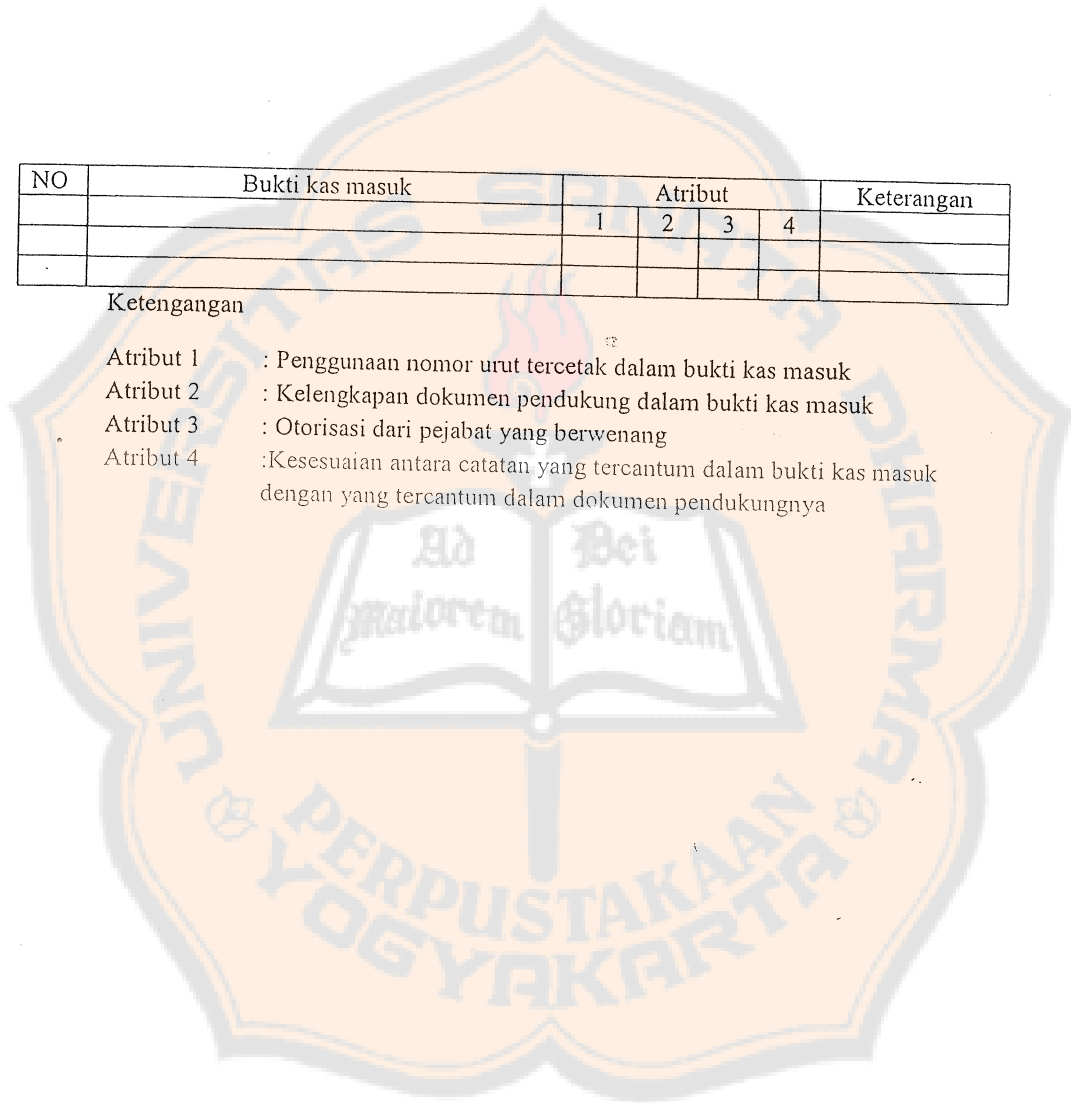 NO Bukti kas masuk Atribut Keterangan
1 2 3 4
Ketengangan
Atribut 1 : Penggunaan nomor urut tercetak dalam bukti kas masuk
Atribut 2 : Kelengkapan dokumen pendukung dalam bukti kas masuk
Atribut 3 : Otorisasi dari pejabat yang berwenang
Atribut 4 :Kesesuaian antara catatan yang tercantum dalam bukti kas masuk
dengan yang tercantum dalam dokumen pendukungnya
UNIVERSITAS SANATA DHARMA
Ad Dei
Maiorem Gloriam
PERPUSTAKAAN
YOGYAKARTA